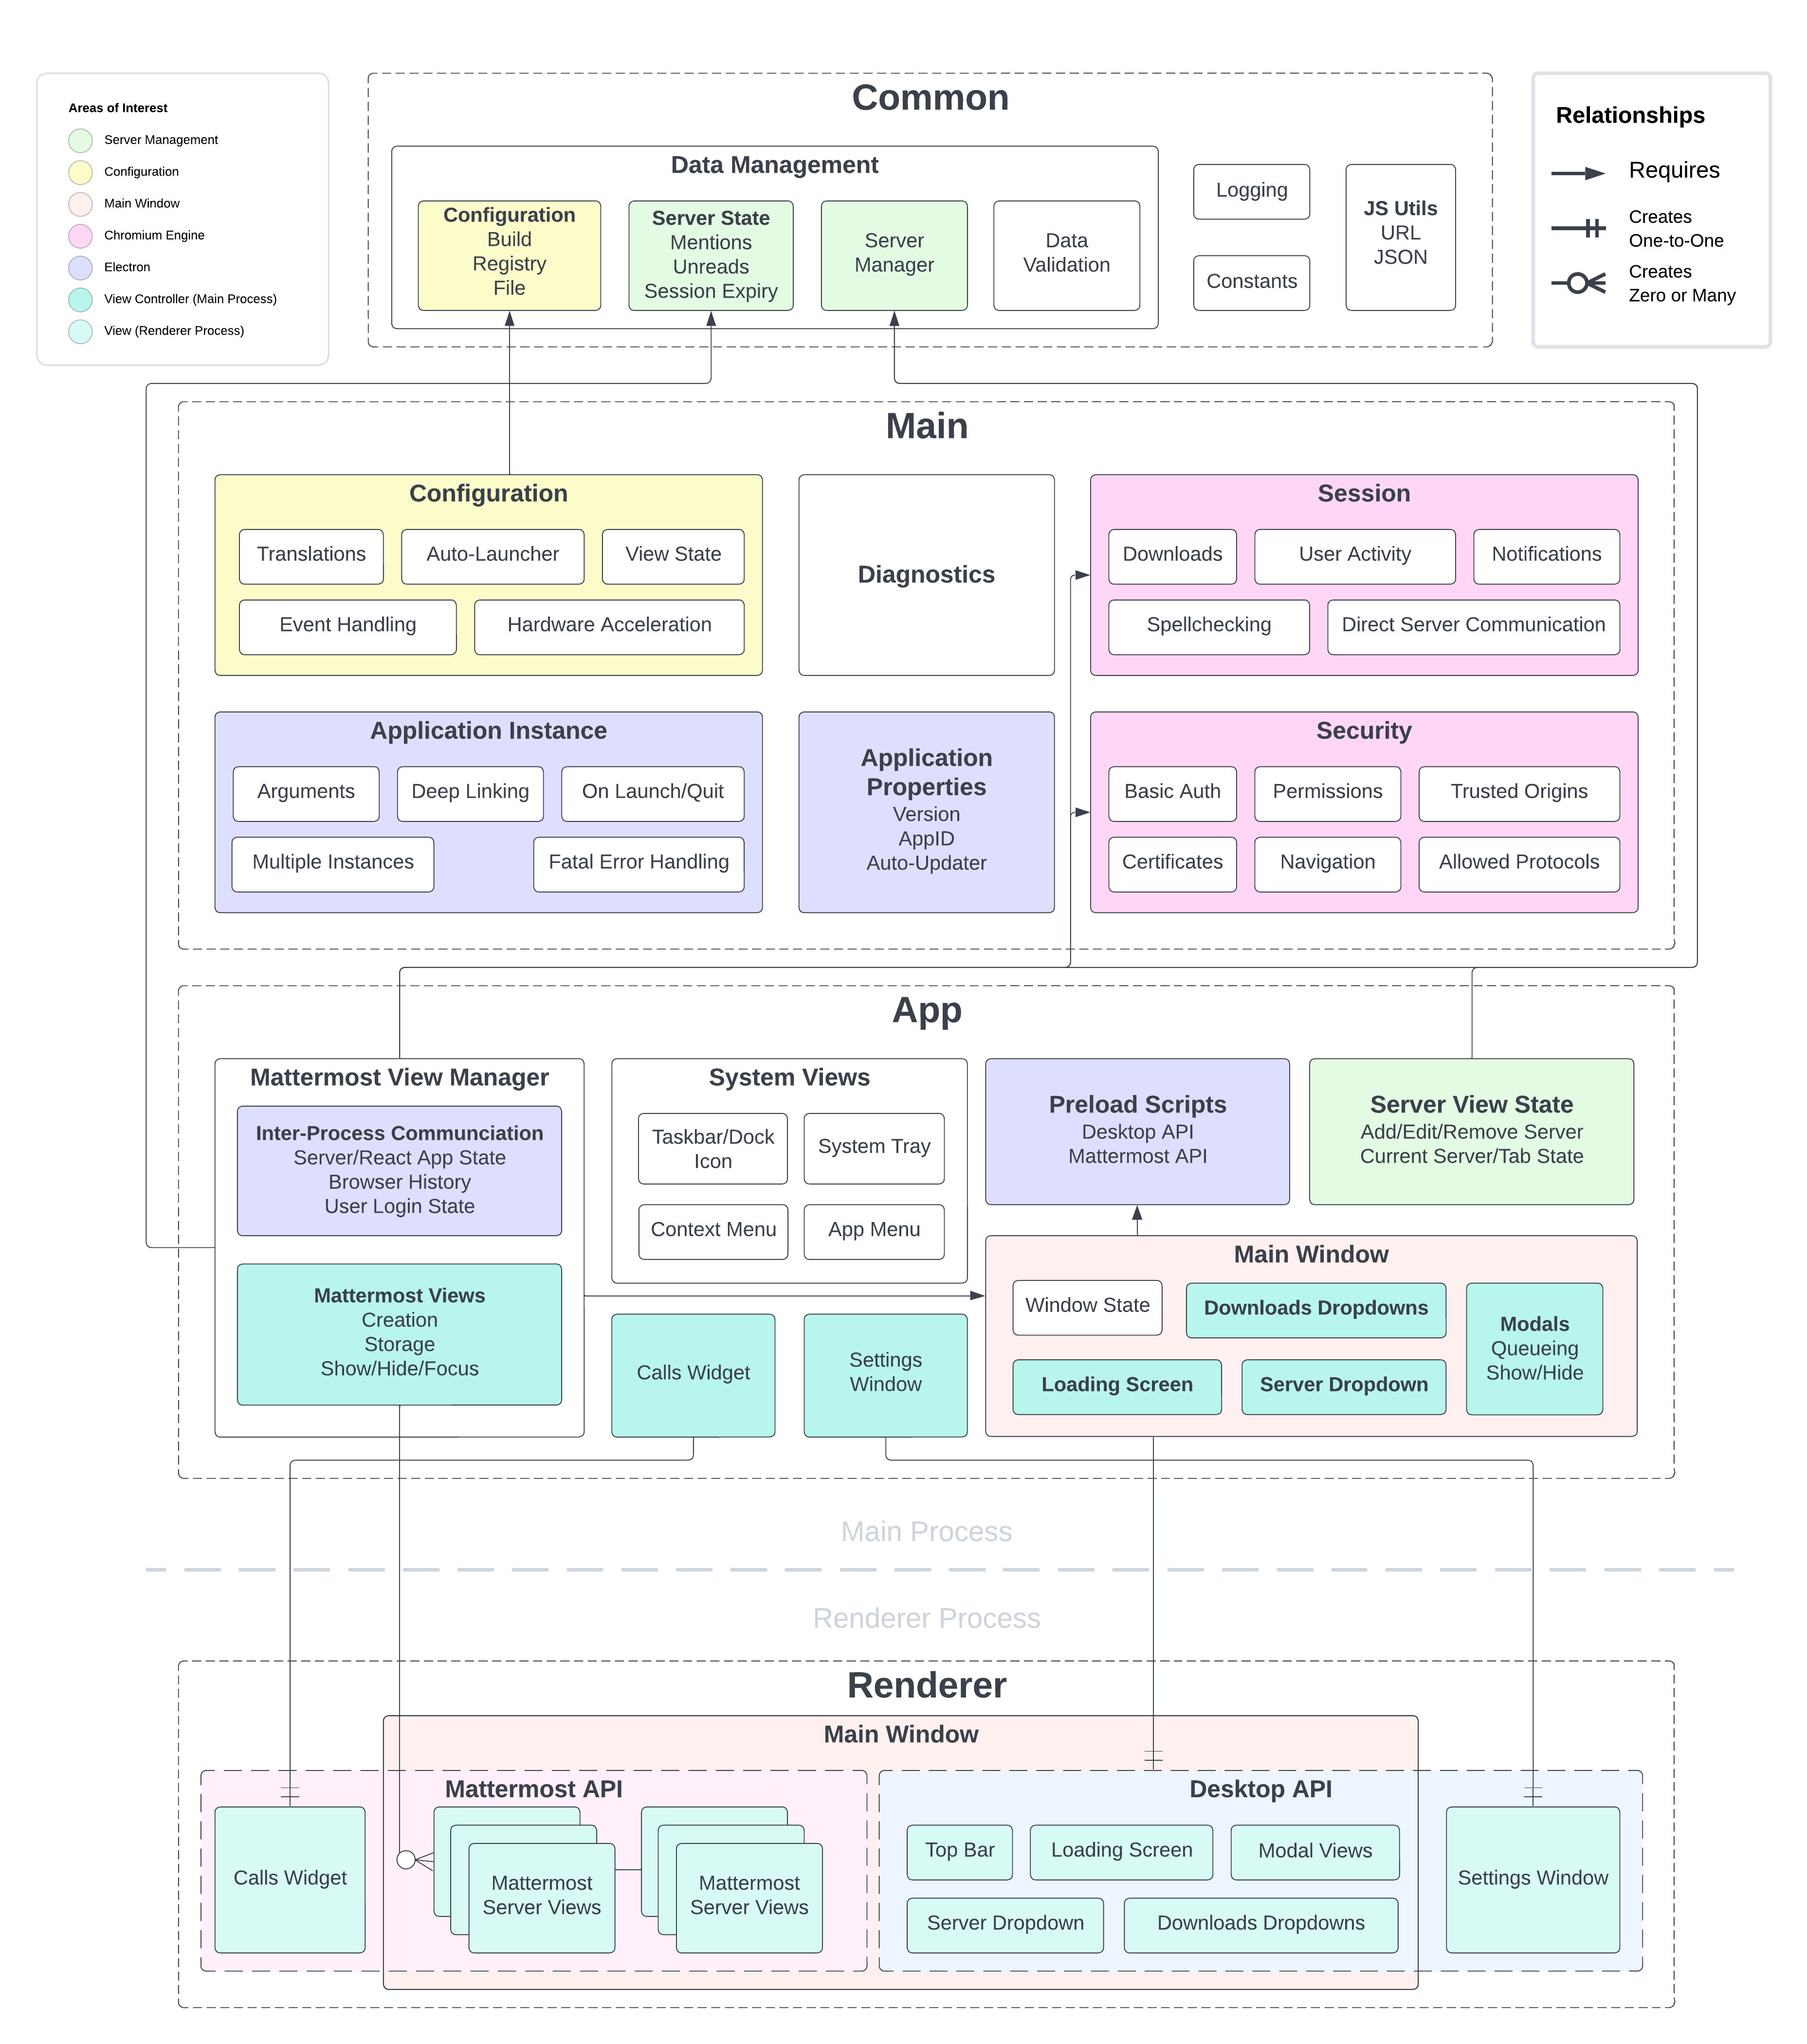 Areas of Interest
Server Management
Configuration
Main Window
Chromium Engine
Electron
View Controller (Main Process)
View (Renderer Process)
Common
Data Management
Configuration
Build
Registry
File
Server State
Mentions
Unreads
Session Expiry
Server
Manager
Data
Validation
Logging
Constants
JS Utils
URL
JSON
Relationships
Requires
Creates
One-to-One
Creates
Zero or Many
Main
Configuration
Translations
Auto-Launcher
View State
Event Handling
Hardware Acceleration
Diagnostics
Session
Downloads
User Activity
Notifications
Spellchecking
Direct Server Communication
Application Instance
Arguments
Deep Linking
On Launch/Quit
Multiple Instances
Fatal Error Handling
Application
Properties
Version
AppID
Auto-Updater
Security
Basic Auth
Permissions
Trusted Origins
Certificates
Navigation
Allowed Protocols
App
Mattermost View Manager
Inter-Process Communciation
Server/React App State
Browser History
User Login State
Mattermost Views
Creation
Storage
Show/Hide/Focus
System Views
Taskbar/Dock
Icon
System Tray
Context Menu
App Menu
Calls Widget
Settings
Window
Preload Scripts
Desktop API
Mattermost API
Server View State
Add/Edit/Remove Server
Current Server/Tab State
Main Window
Window State
Downloads Dropdowns
Modals
Queueing
Show/Hide
Loading Screen
Server Dropdown
Main Process
Renderer Process
Renderer
Main Window
Mattermost API
Calls Widget
Mattermost
Server Views
Mattermost
Server Views
Desktop API
Top Bar
Loading Screen
Modal Views
Server Dropdown
Downloads Dropdowns
Settings Window